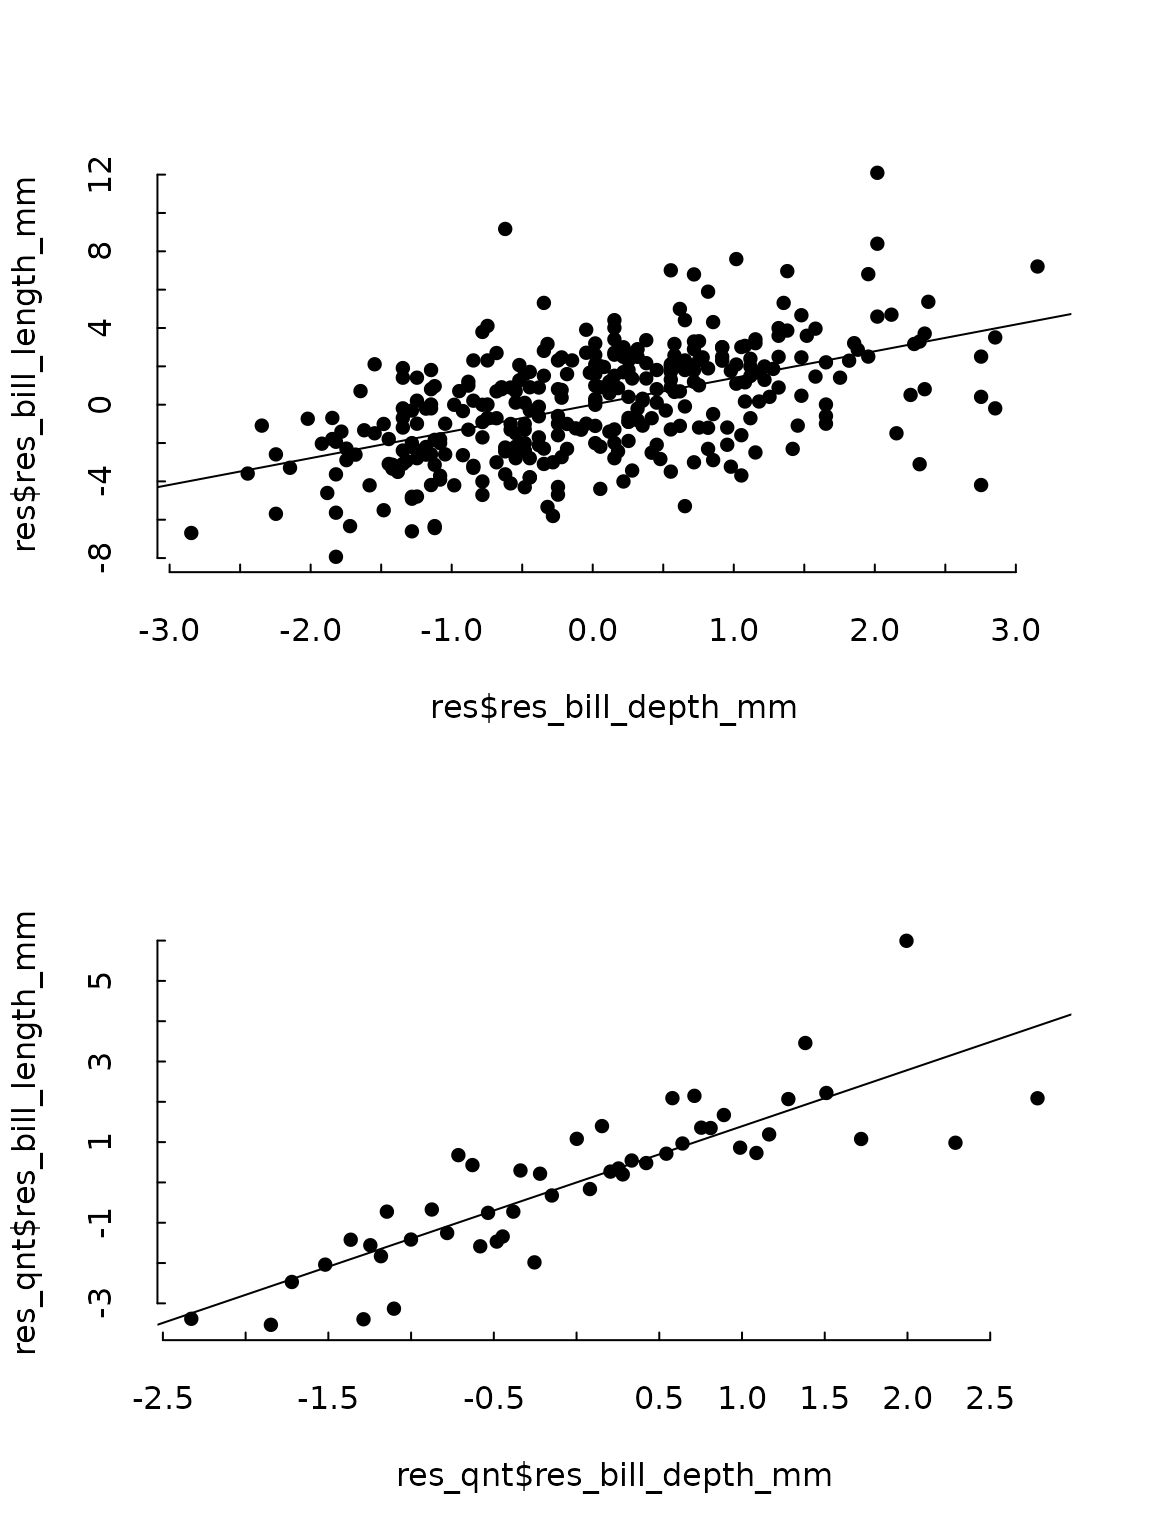 res$res_bill_length_mm
12
8
4
0
-4
-8
-3.0 -2.0 -1.0 0.0 1.0 2.0 3.0
res$res_bill_depth_mm
res_qnt$res_bill_length_mm
5
3
1
-1
-3
-2.5 -1.5 -0.5 0.5 1.0 1.5 2.0 2.5
res_qnt$res_bill_depth_mm